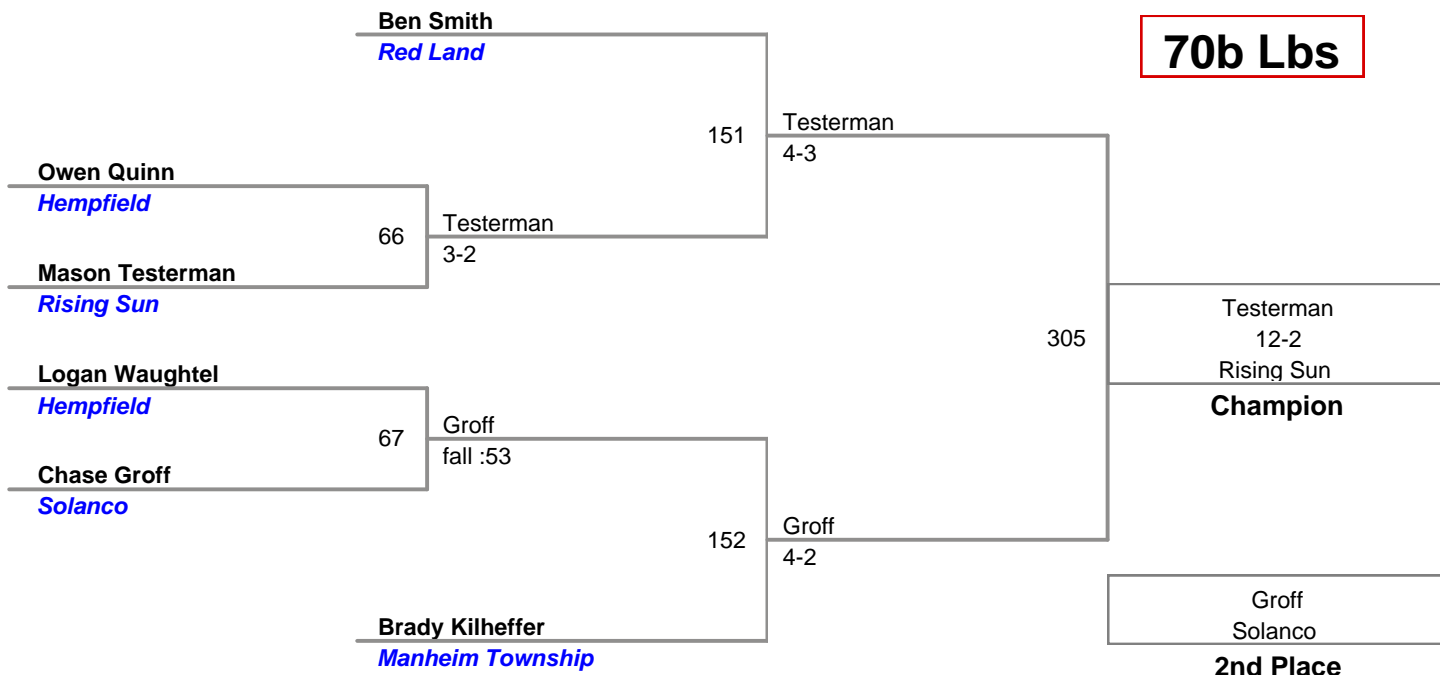 Ben Smith
Red Land
70b Lbs
151
Testerman
4-3
Owen Quinn
Hempfield
66
Testerman
3-2
Mason Testerman
Rising Sun
305
Testerman
12-2
Rising Sun
Champion
Logan Waughtel
Hempfield
67
Groff
fall :53
Chase Groff
Solanco
152
Groff
4-2
Brady Kilheffer
Manheim Township
Groff
Solanco
2nd Place